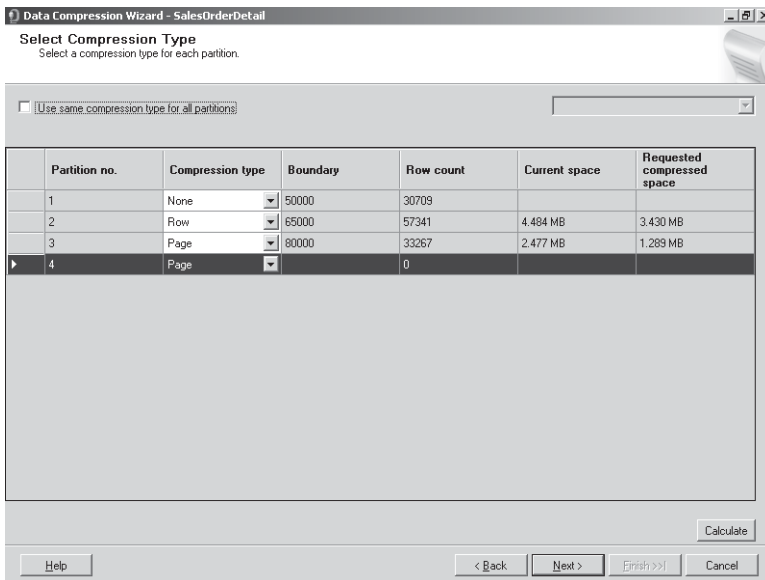 Data Compression Wizard - SalesOrderDetail
Select Compression Type
Select a compression type for each partition.
Use same compression type for all partitions
Partition no. Compression type Boundary Row count Current space Requested compressed space
1 None 50000 30709
2 Row 65000 57341 4.484 MB 3.430 MB
3 Page 80000 33267 2.477 MB 1.289 MB
4 Page 0
Calculate
Help < Back Next > Finish >>| Cancel